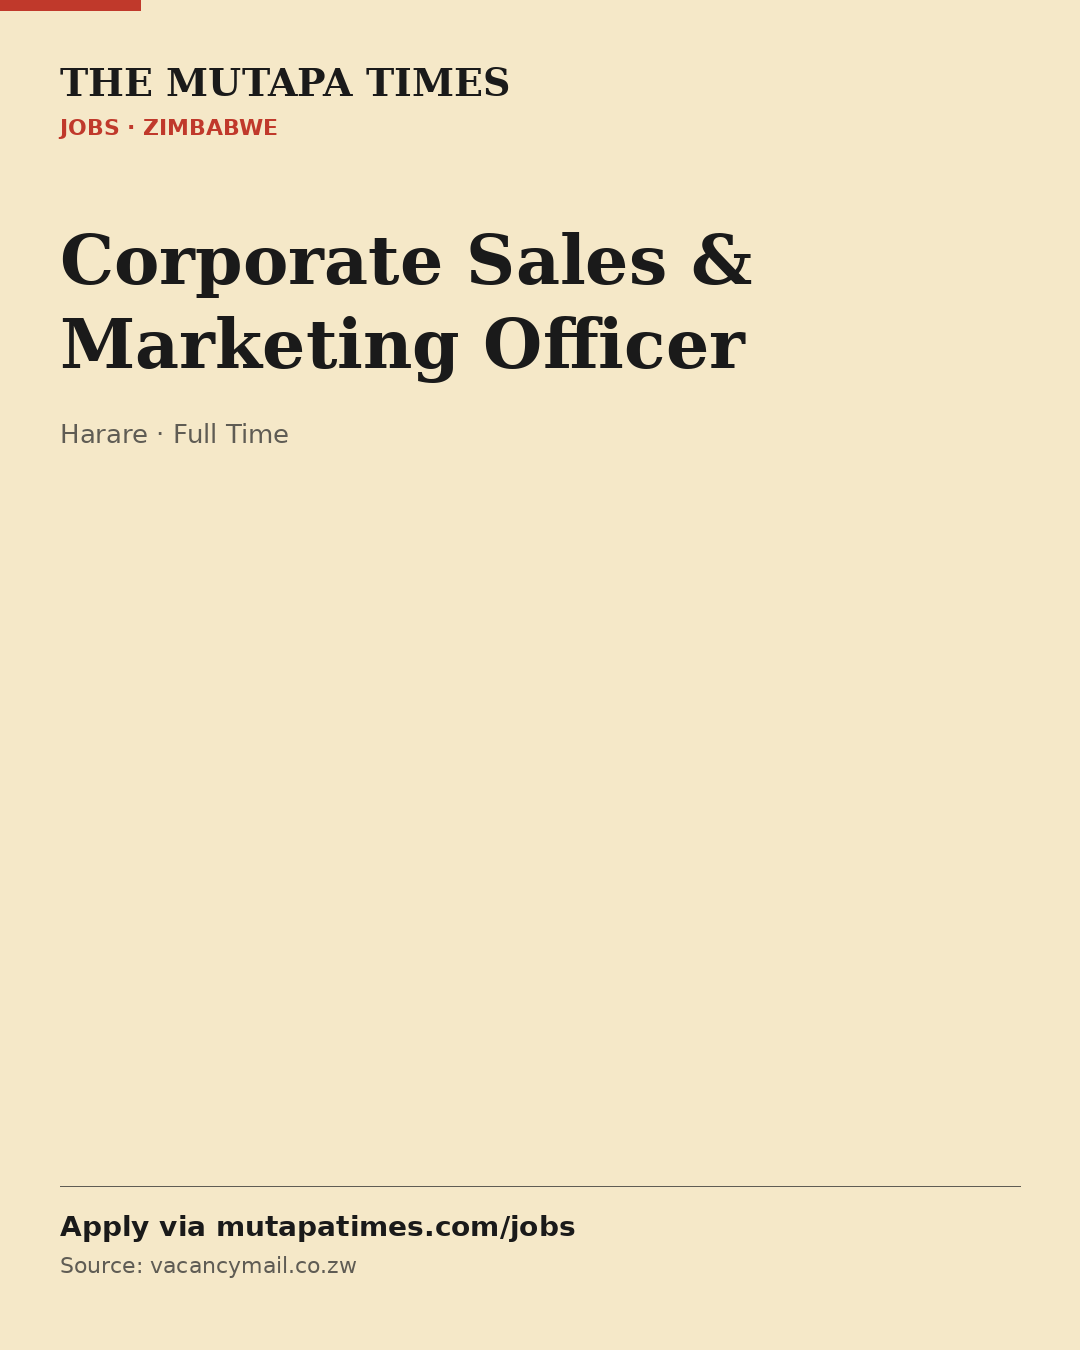 THE MUTAPA TIMES
JOBS · ZIMBABWE
Corporate Sales &
Marketing Officer
Harare · Full Time
Apply via mutapatimes.com/jobs
Source: vacancymail.co.zw